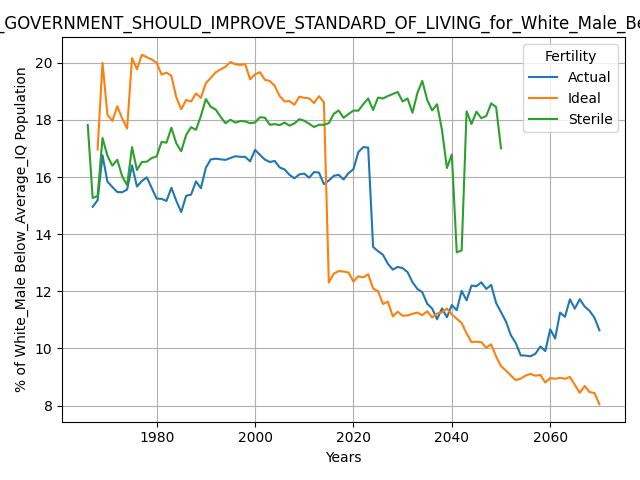 _GOVERNMENT_SHOULD_IMPROVE_STANDARD_OF_LIVING_for_White_Male_Be
% of White_Male Below_Average_IQ Population
20
18
16
14
12
10
8
Fertility
Actual
Ideal
Sterile
1980
2000
2020
2040
2060
Years